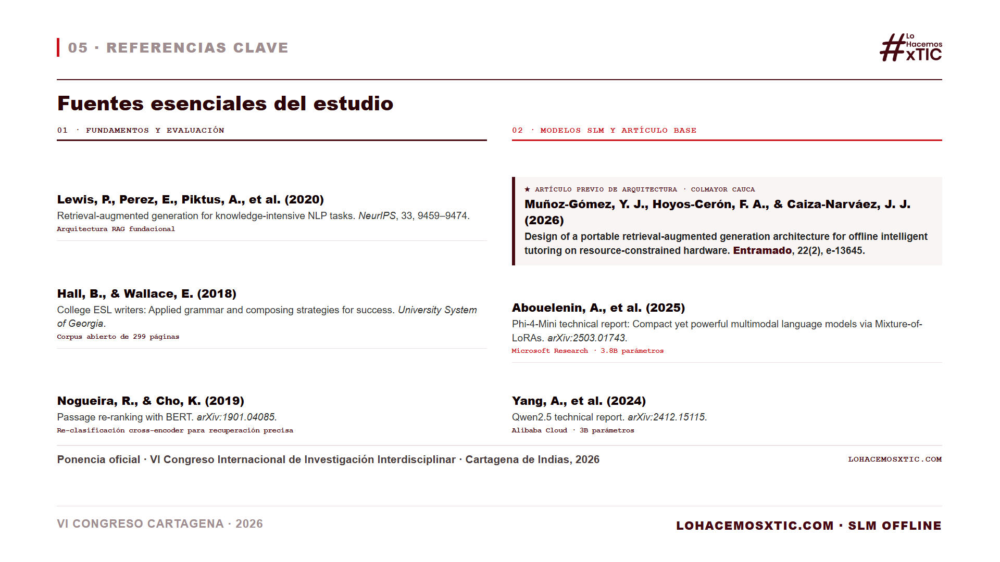 05 · REFERENCIAS CLAVE
#Lo
Hacemos
xTIC
Fuentes esenciales del estudio
01 · FUNDAMENTOS Y EVALUACIÓN
Lewis, P., Perez, E., Piktus, A., et al. (2020)
Retrieval-augmented generation for knowledge-intensive NLP tasks. NeurIPS, 33, 9459–9474.
Arquitectura RAG fundacional
Hall, B., & Wallace, E. (2018)
College ESL writers: Applied grammar and composing strategies for success. University System
of Georgia.
Corpus abierto de 299 páginas
Nogueira, R., & Cho, K. (2019)
Passage re-ranking with BERT. arXiv:1901.04085.
Re-clasificación cross-encoder para recuperación precisa
02 · MODELOS SLM Y ARTÍCULO BASE
★ ARTÍCULO PREVIO DE ARQUITECTURA · COLMAYOR CAUCA
Muñoz-Gómez, Y. J., Hoyos-Cerón, F. A., & Caiza-Narváez, J. J.
(2026)
Design of a portable retrieval-augmented generation architecture for offline intelligent
tutoring on resource-constrained hardware. Entramado, 22(2), e-13645.
Abouelenin, A., et al. (2025)
Phi-4-Mini technical report: Compact yet powerful multimodal language models via Mixture-of-
LoRAs. arXiv:2503.01743.
Microsoft Research · 3.8B parámetros
Yang, A., et al. (2024)
Qwen2.5 technical report. arXiv:2412.15115.
Alibaba Cloud · 3B parámetros
Ponencia oficial · VI Congreso Internacional de Investigación Interdisciplinar · Cartagena de Indias, 2026
LOHACEMOSXTIC.COM
VI CONGRESO CARTAGENA · 2026
LOHACEMOSXTIC.COM · SLM OFFLINE